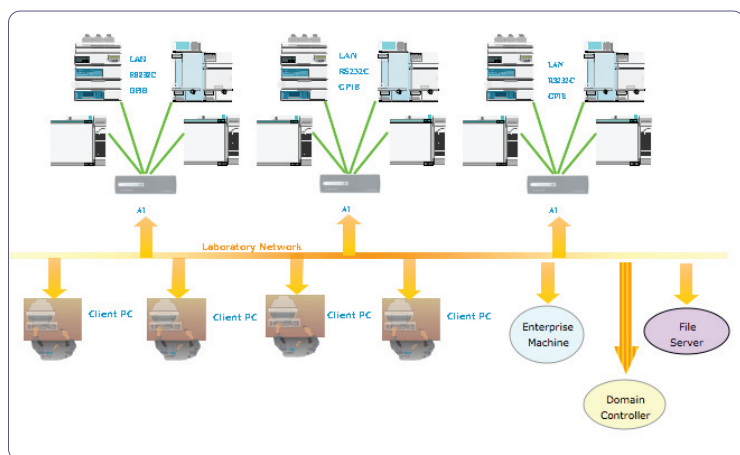 LAN
RS232C
GPIB
LAN
RS232C
GPIB
LAN
RS232C
GPIB
AI
AI
AI
Laboratory Network
Client PC
Client PC
Client PC
Client PC
Enterprise
Machine
File
Server
Domain
Controller